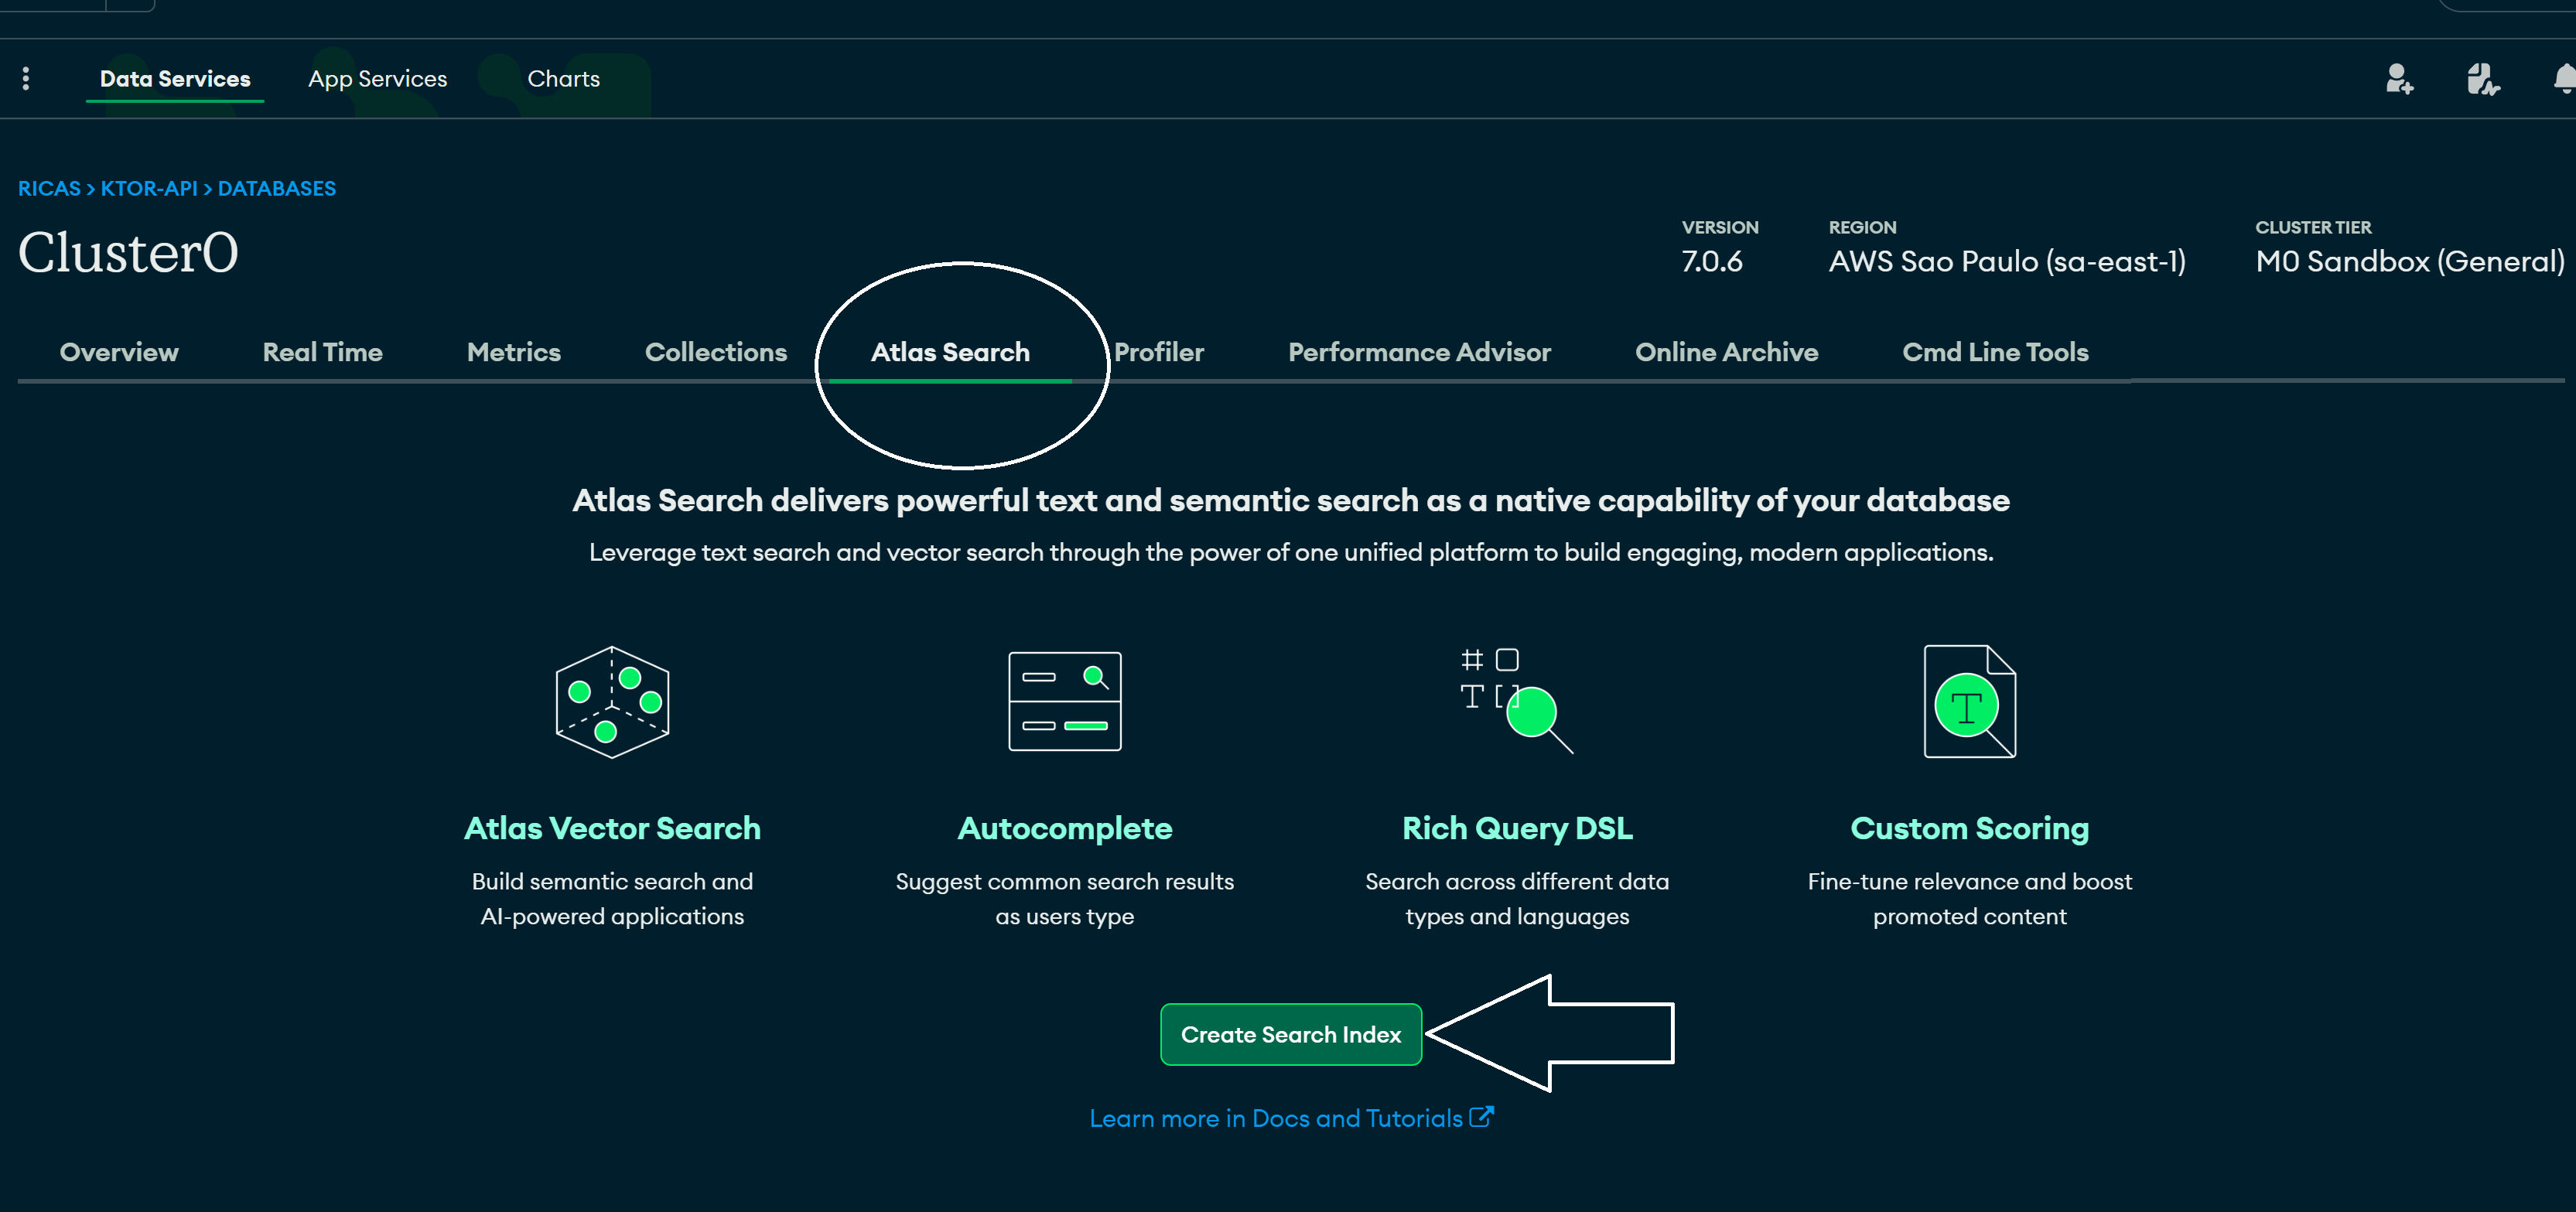 Data Services App Services Charts
RICAS > KTOR-API > DATABASES
Cluster0
VERSION REGION CLUSTER TIER
7.0.6 AWS Sao Paulo (sa-east-1) M0 Sandbox (General)
Overview Real Time Metrics Collections Atlas Search Profiler Performance Advisor Online Archive Cmd Line Tools
Atlas Search delivers powerful text and semantic search as a native capability of your database
Leverage text search and vector search through the power of one unified platform to build engaging, modern applications.
Atlas Vector Search
Build semantic search and
AI-powered applications
Autocomplete
Suggest common search results
as users type
Rich Query DSL
Search across different data
types and languages
Custom Scoring
Fine-tune relevance and boost
promoted content
Create Search Index
Learn more in Docs and Tutorials